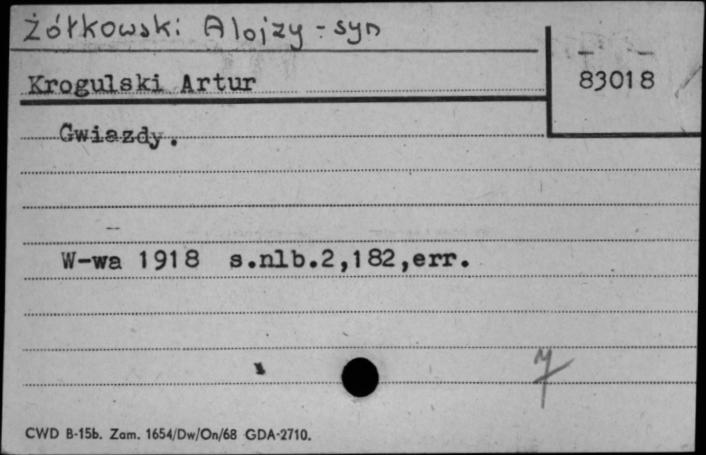 Żółkowski Alojzy - syn
Krogulski Artur
83018
Gwiazdy.
W-wa 1918 s.nlb.2,182,err.
CWD B-15b. Zam. 1654/Dw/On/68 GDA-2710.